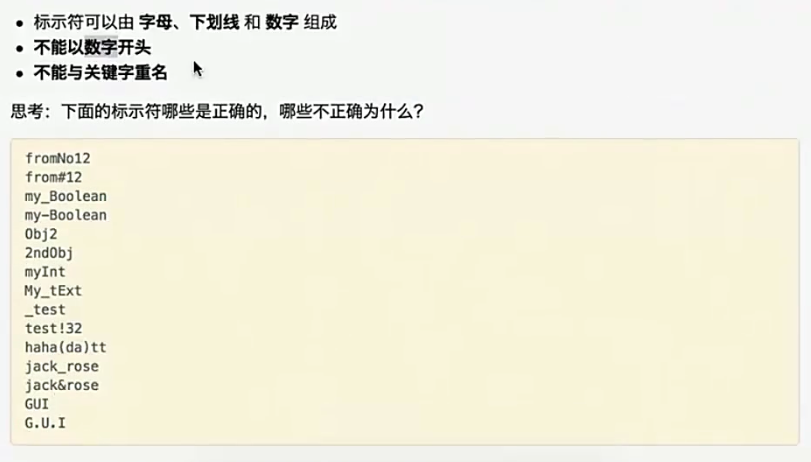 标示符可以由 字母、下划线 和 数字 组成
不能以数字开头
不能与关键字重名
思考：下面的标示符哪些是正确的，哪些不正确为什么？
fromNo12
from#12
my_Boolean
my-Boolean
Obj2
2ndObj
myInt
My_tExt
_test
test!32
haha(da)tt
jack_rose
jack&rose
GUI
G.U.I